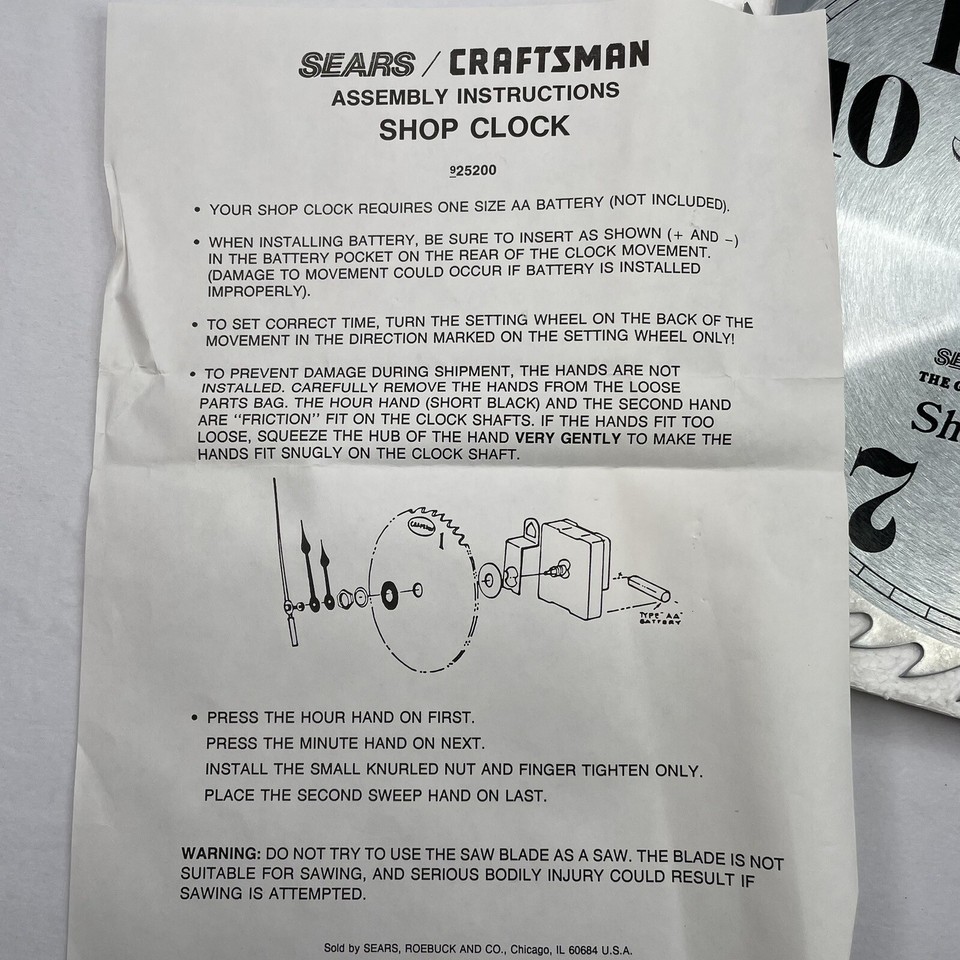 SEARS / CRAFTSMAN
ASSEMBLY INSTRUCTIONS
SHOP CLOCK
925200
• YOUR SHOP CLOCK REQUIRES ONE SIZE AA BATTERY (NOT INCLUDED).
• WHEN INSTALLING BATTERY, BE SURE TO INSERT AS SHOWN (+ AND –)
IN THE BATTERY POCKET ON THE REAR OF THE CLOCK MOVEMENT.
(DAMAGE TO MOVEMENT COULD OCCUR IF BATTERY IS INSTALLED
IMPROPERLY).
• TO SET CORRECT TIME, TURN THE SETTING WHEEL ON THE BACK OF THE
MOVEMENT IN THE DIRECTION MARKED ON THE SETTING WHEEL ONLY!
• TO PREVENT DAMAGE DURING SHIPMENT, THE HANDS ARE NOT
INSTALLED. CAREFULLY REMOVE THE HANDS FROM THE LOOSE
PARTS BAG. THE HOUR HAND (SHORT BLACK) AND THE SECOND HAND
ARE "FRICTION" FIT ON THE CLOCK SHAFTS. IF THE HANDS FIT TOO
LOOSE, SQUEEZE THE HUB OF THE HAND VERY GENTLY TO MAKE THE
HANDS FIT SNUGLY ON THE CLOCK SHAFT.
TYPE "AA"
BATTERY
• PRESS THE HOUR HAND ON FIRST.
PRESS THE MINUTE HAND ON NEXT.
INSTALL THE SMALL KNURLED NUT AND FINGER TIGHTEN ONLY.
PLACE THE SECOND SWEEP HAND ON LAST.
WARNING: DO NOT TRY TO USE THE SAW BLADE AS A SAW. THE BLADE IS NOT
SUITABLE FOR SAWING, AND SERIOUS BODILY INJURY COULD RESULT IF
SAWING IS ATTEMPTED.
Sold by SEARS, ROEBUCK AND CO., Chicago, IL 60684 U.S.A.
10
THE
Sh
7